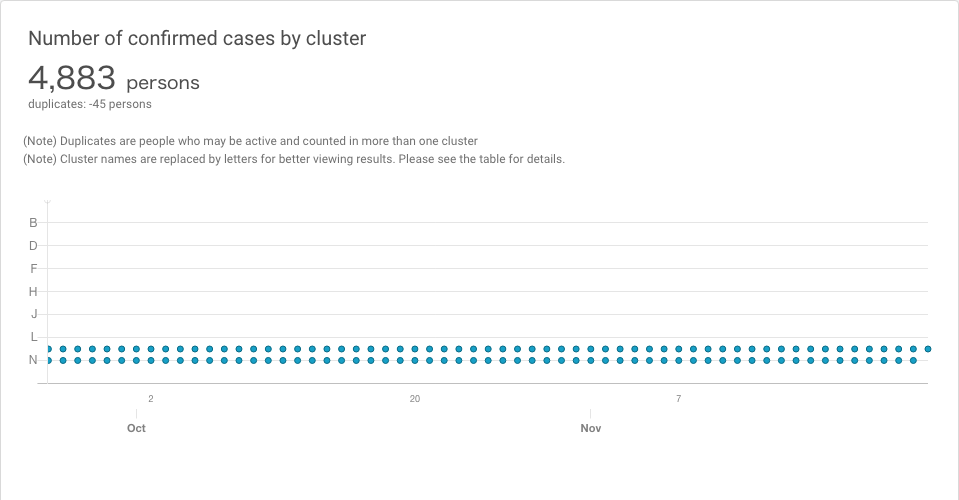 Number of confirmed cases by cluster
4,883 persons
duplicates: -45 persons
(Note) Duplicates are people who may be active and counted in more than one cluster
(Note) Cluster names are replaced by letters for better viewing results. Please see the table for details.
B
D
F
H
J
L
N
2 20 7
Oct Nov